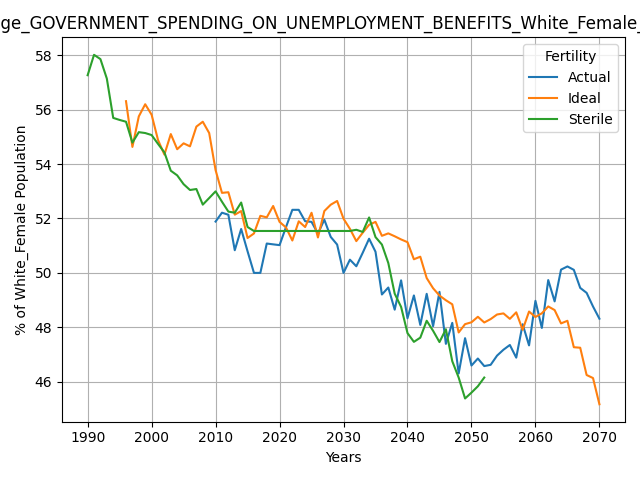 ge_GOVERNMENT_SPENDING_ON_UNEMPLOYMENT_BENEFITS_White_Female_
% of White_Female Population
58
56
54
52
50
48
46
Fertility
Actual
Ideal
Sterile
1990 2000 2010 2020 2030 2040 2050 2060 2070
Years